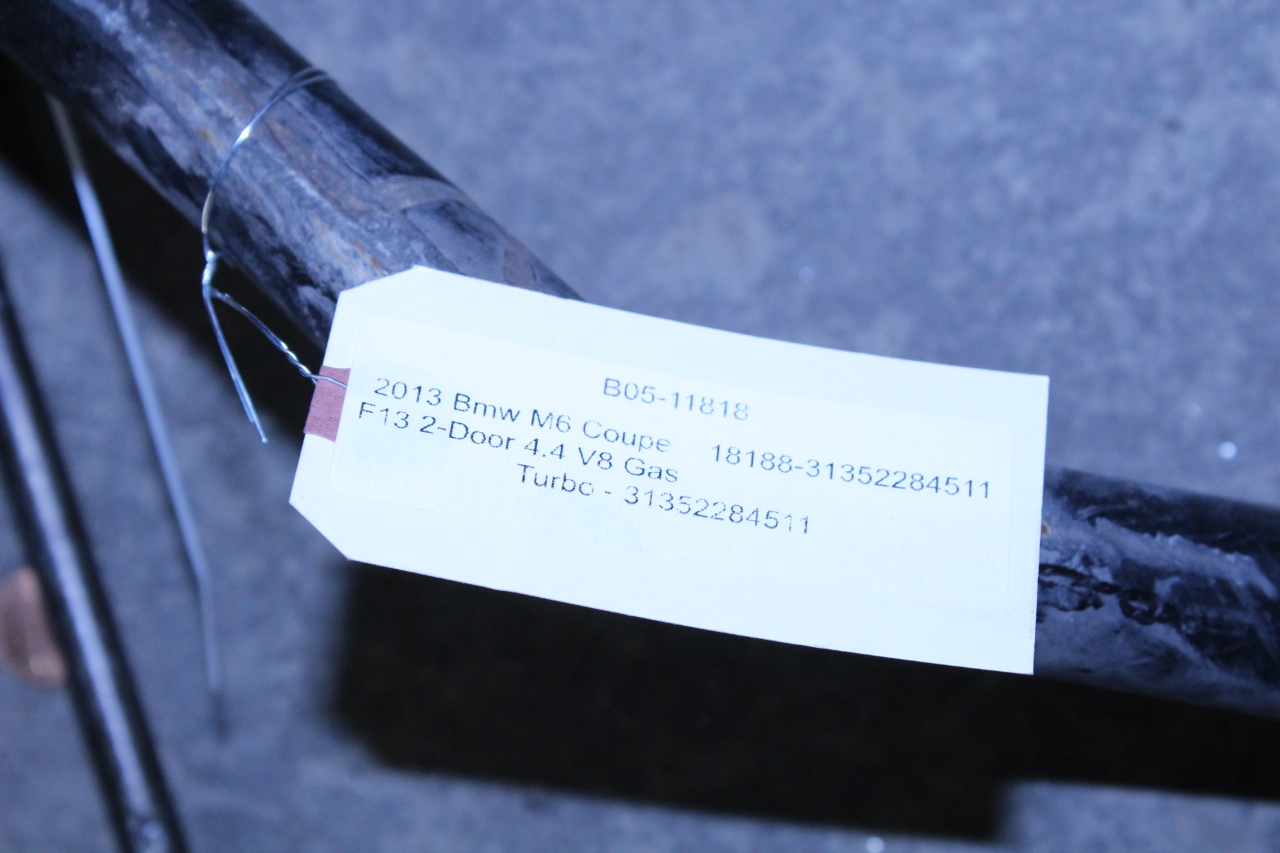 B05-11818
2013 Bmw M6 Coupe 18188-31352284511
F13 2-Door 4.4 V8 Gas
Turbo - 31352284511